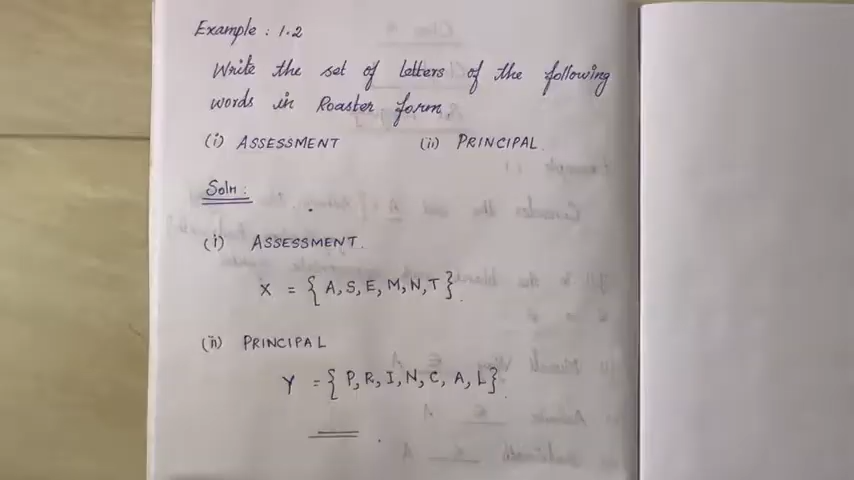 Example : 1.2
Write the set of letters of the following
words in Roaster form.
(i) ASSESSMENT (ii) PRINCIPAL.
Soln :
(i) ASSESSMENT.
X = { A, S, E, M, N, T }.
(ii) PRINCIPAL
Y = { P, R, I, N, C, A, L }.